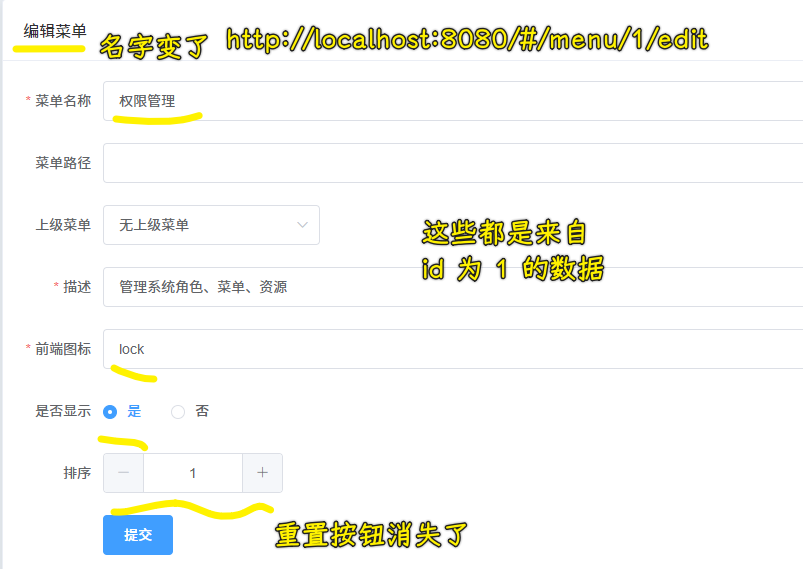 编辑菜单 名字变了 http://localhost:8080/#/menu/1/edit
* 菜单名称 权限管理
菜单路径
上级菜单 无上级菜单
这些都是来自
id 为 1 的数据
* 描述 管理系统角色、菜单、资源
* 前端图标 lock
是否显示 是 否
排序 − 1 +
提交 重置按钮消失了